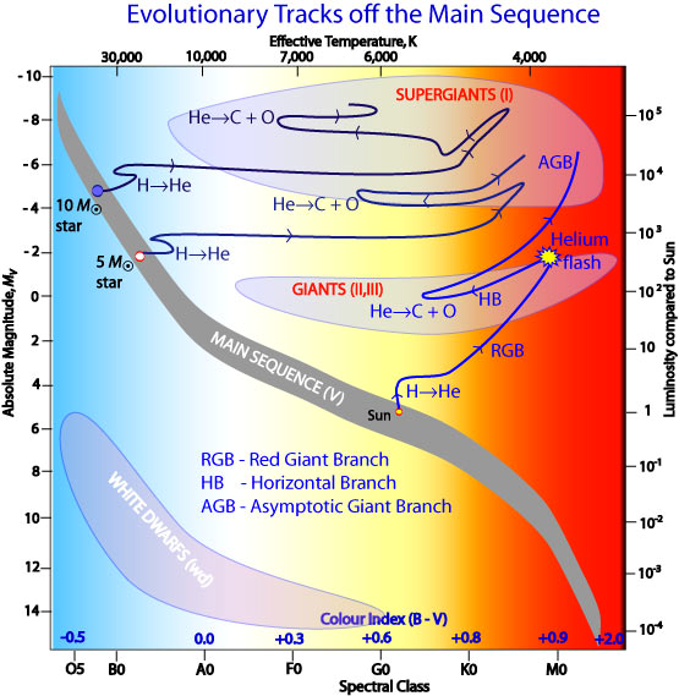 Evolutionary Tracks off the Main Sequence
Effective Temperature, K
30,000 10,000 7,000 6,000 4,000
-10
-8
-6
-4
-2
0
2
4
6
8
10
12
14
Absolute Magnitude, Mv
10⁵
10⁴
10³
10²
10
1
10⁻¹
10⁻²
10⁻³
10⁻⁴
Luminosity compared to Sun
SUPERGIANTS (I)
He→C + O
H→He
10 M⊙
star
He→C + O
AGB
H→He
5 M⊙
star
Helium
flash
GIANTS (II,III)
HB
He→C + O
RGB
MAIN SEQUENCE (V)
H→He
Sun
RGB - Red Giant Branch
HB - Horizontal Branch
AGB - Asymptotic Giant Branch
WHITE DWARFS (wd)
Colour Index (B - V)
-0.5 0.0 +0.3 +0.6 +0.8 +0.9 +2.0
O5 B0 A0 F0 G0 K0 M0
Spectral Class